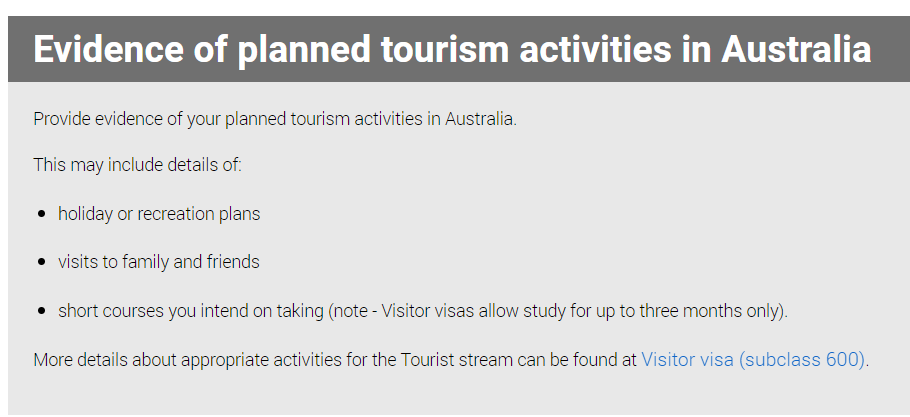 Evidence of planned tourism activities in Australia
Provide evidence of your planned tourism activities in Australia.
This may include details of:
• holiday or recreation plans
• visits to family and friends
• short courses you intend on taking (note - Visitor visas allow study for up to three months only).
More details about appropriate activities for the Tourist stream can be found at Visitor visa (subclass 600).